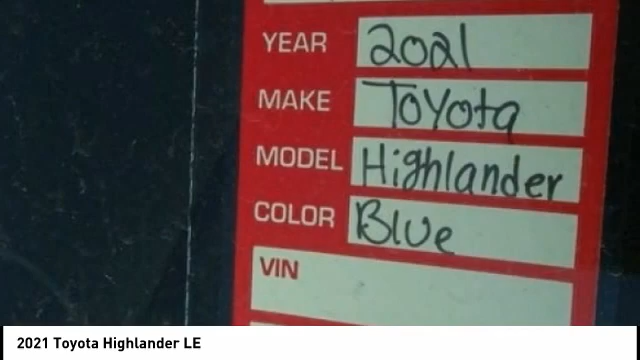 YEAR 2021
MAKE Toyota
MODEL Highlander
COLOR Blue
VIN
2021 Toyota Highlander LE